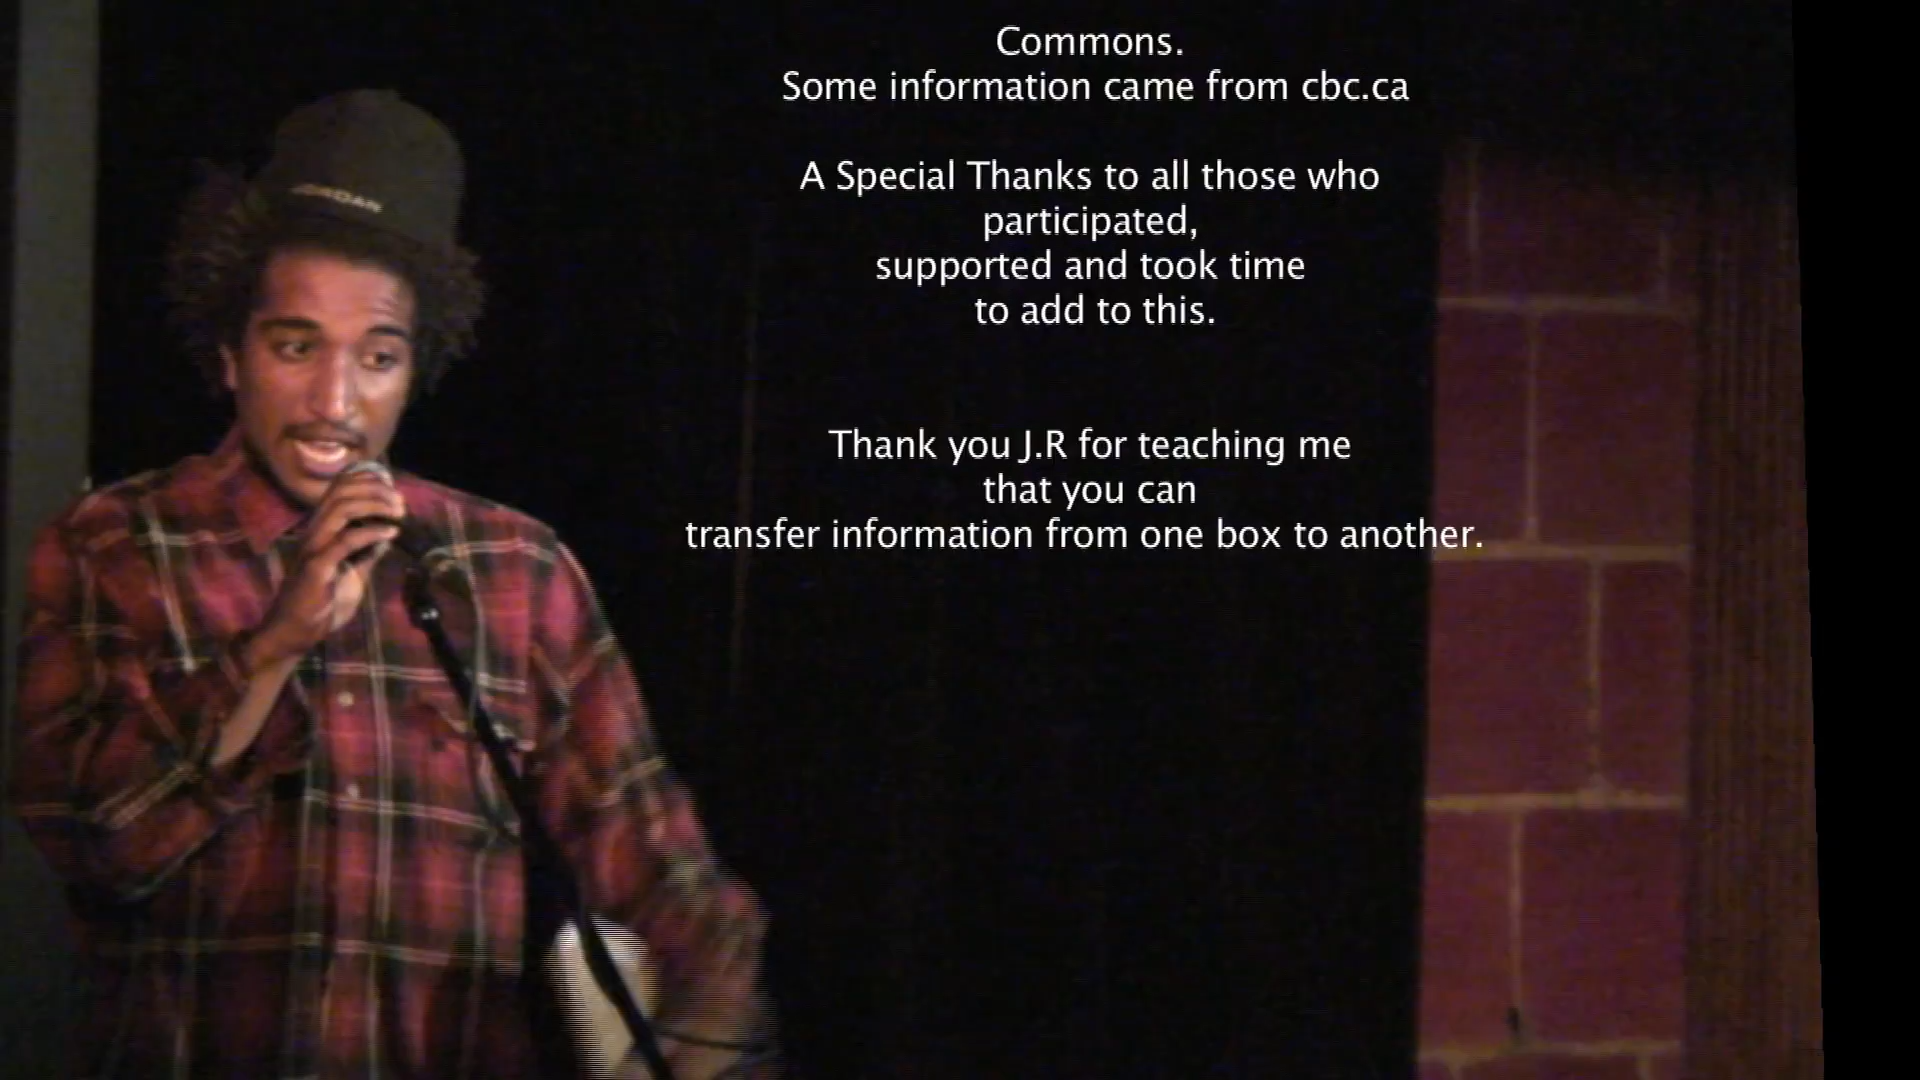 Commons.
Some information came from cbc.ca
A Special Thanks to all those who
participated,
supported and took time
to add to this.
Thank you J.R for teaching me
that you can
transfer information from one box to another.
JORDAN